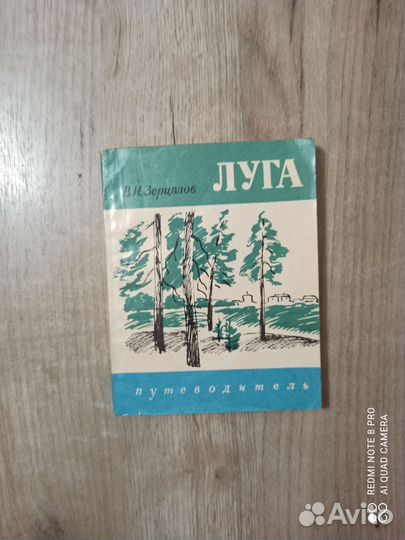 ЛУГА
В.И.Зерцалов
путеводитель
REDMI NOTE 8 PRO
AI QUAD CAMERA
Avito